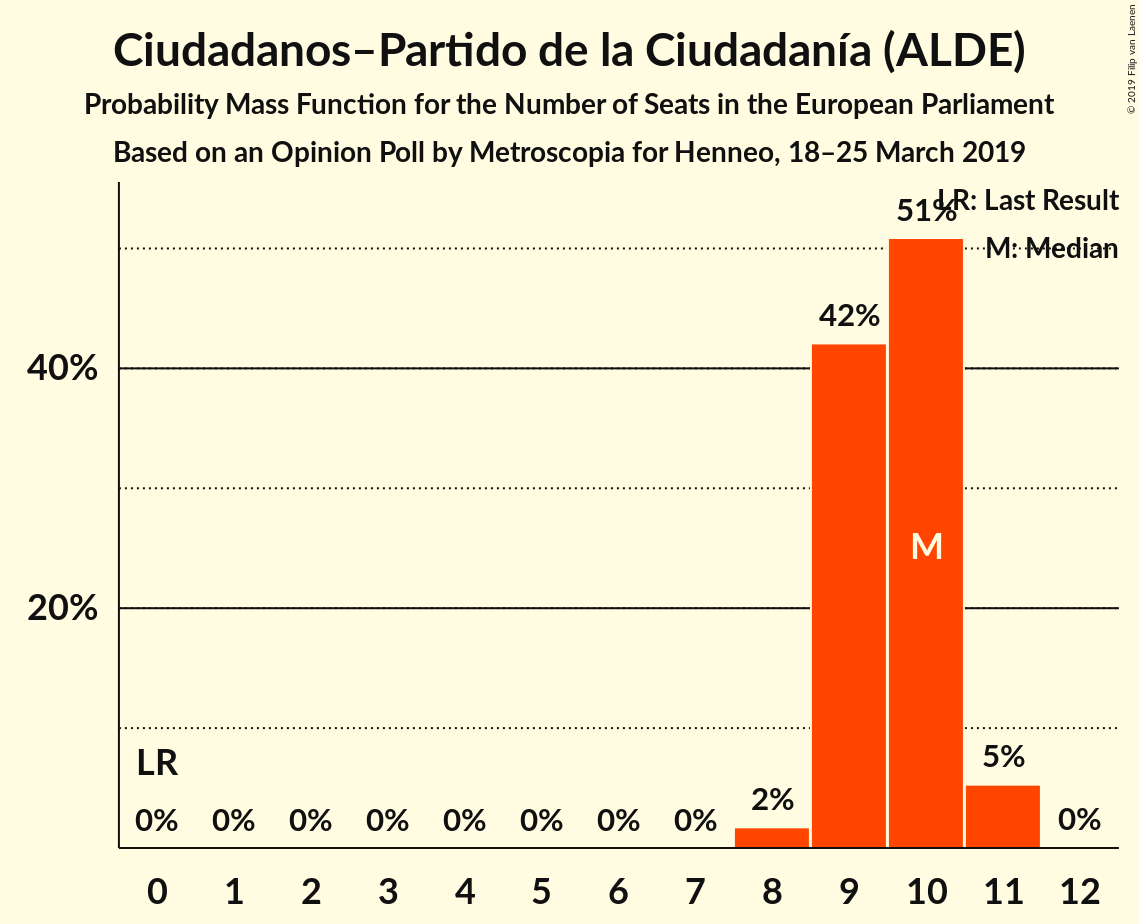 Ciudadanos–Partido de la Ciudadanía (ALDE)
Probability Mass Function for the Number of Seats in the European Parliament
Based on an Opinion Poll by Metroscopia for Henneo, 18–25 March 2019
© 2019 Filip van Laenen
LR: Last Result
M: Median
51%
42%
40%
M
20%
LR
5%
2%
0% 0% 0% 0% 0% 0% 0% 0% 0%
0 1 2 3 4 5 6 7 8 9 10 11 12